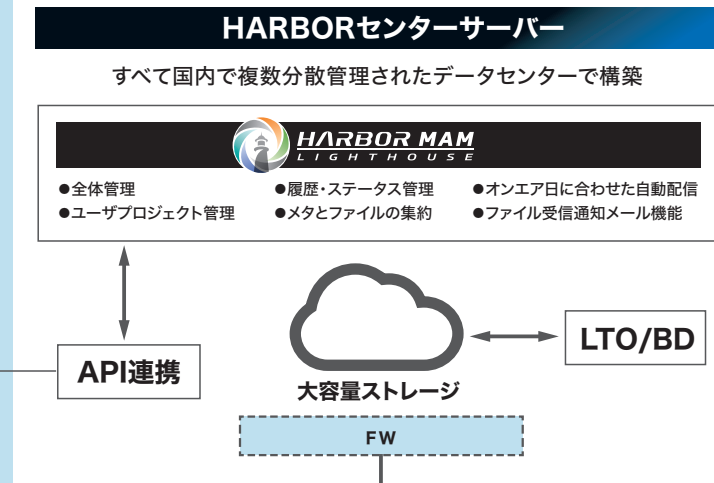 HARBORセンターサーバー
すべて国内で複数分散管理されたデータセンターで構築
HARBOR MAM
LIGHTHOUSE
●全体管理
●履歴・ステータス管理
●オンエア日に合わせた自動配信
●ユーザプロジェクト管理
●メタとファイルの集約
●ファイル受信通知メール機能
API連携
大容量ストレージ
LTO/BD
FW